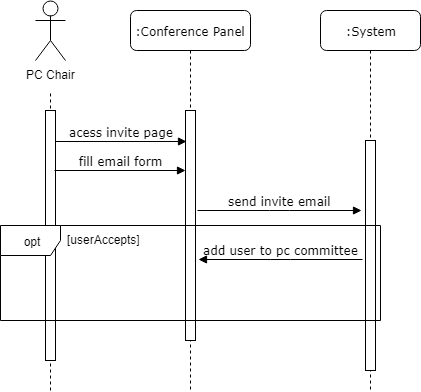 :Conference Panel
:System
PC Chair
acess invite page
fill email form
send invite email
opt
[userAccepts]
add user to pc committee